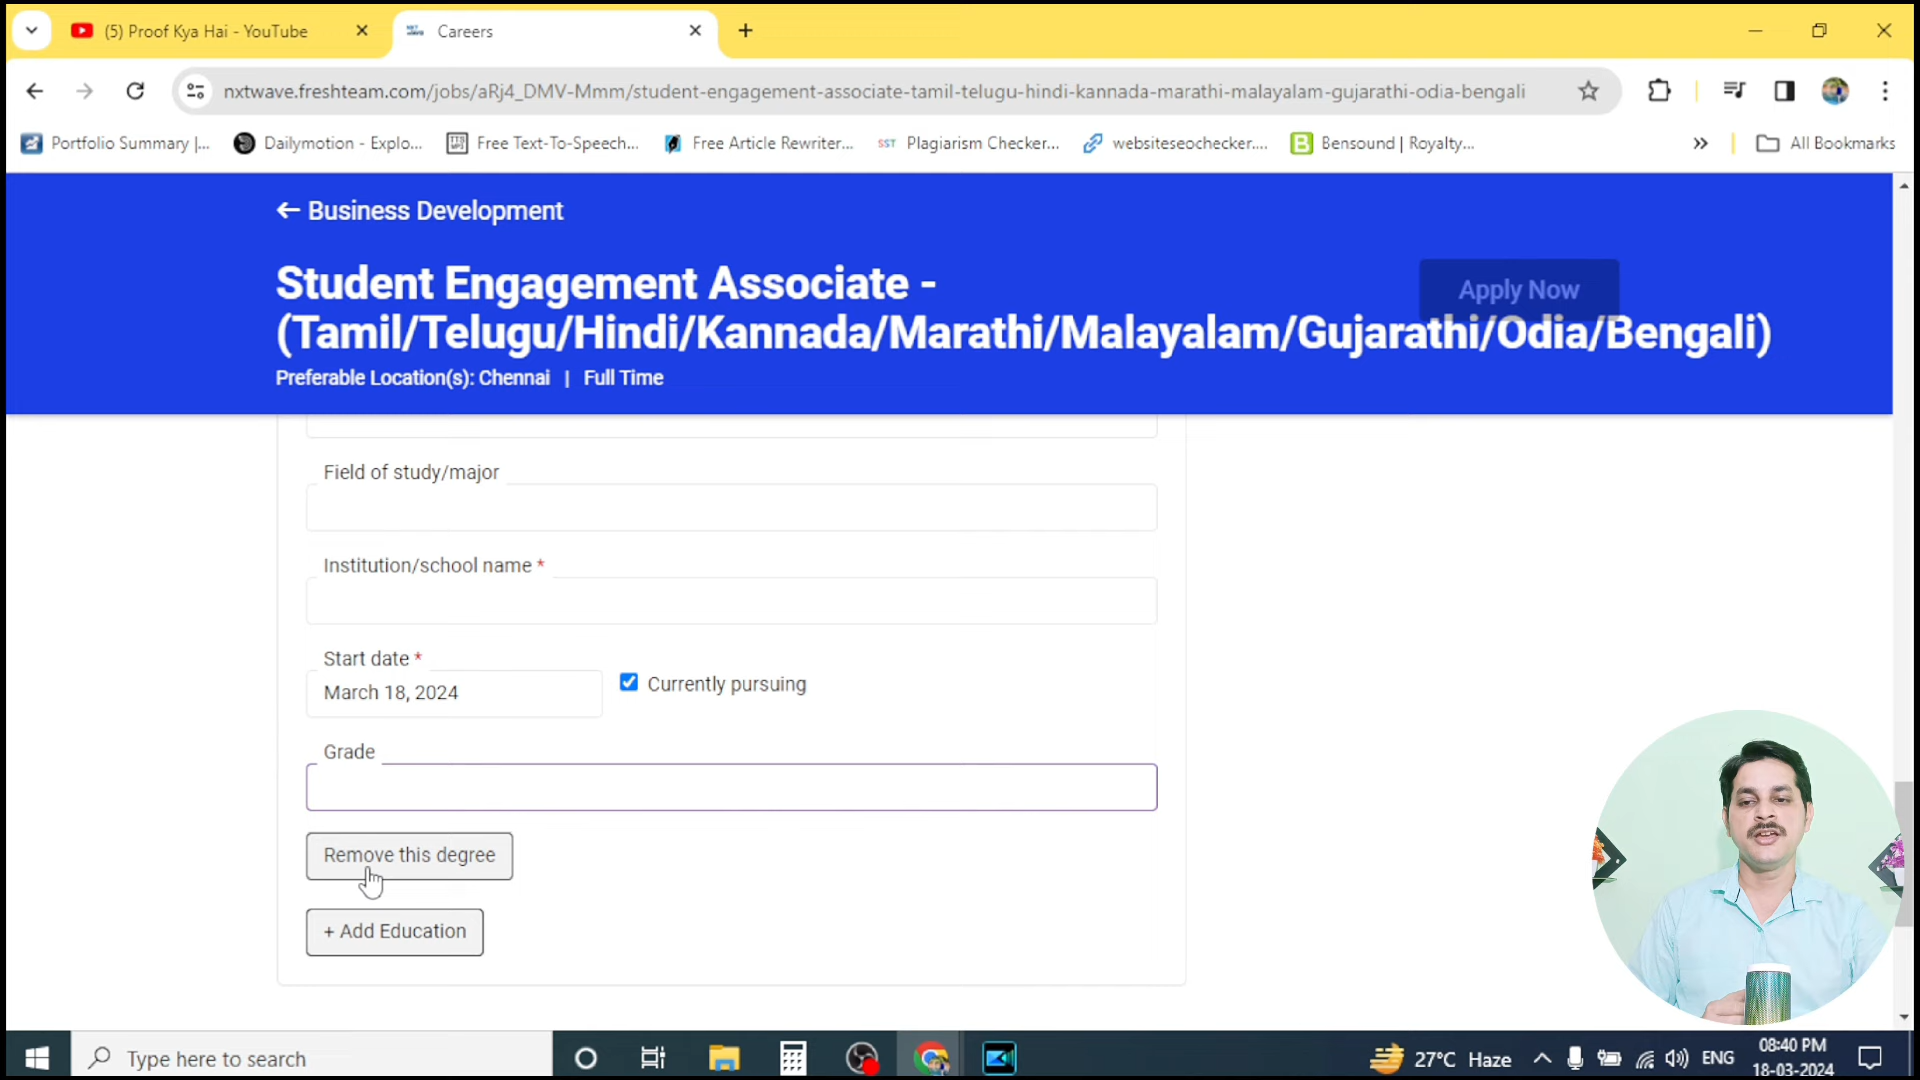 (5) Proof Kya Hai - YouTube
Careers
nxtwave.freshteam.com/jobs/aRj4_DMV-Mmm/student-engagement-associate-tamil-telugu-hindi-kannada-marathi-malayalam-gujarathi-odia-bengali
Portfolio Summary |...
Dailymotion - Explo...
Free Text-To-Speech...
Free Article Rewriter...
SST
Plagiarism Checker...
websiteseochecker....
B
Bensound | Royalty...
All Bookmarks
Business Development
Student Engagement Associate -
(Tamil/Telugu/Hindi/Kannada/Marathi/Malayalam/Gujarathi/Odia/Bengali)
Apply Now
Preferable Location(s): Chennai | Full Time
Field of study/major
Institution/school name *
Start date *
March 18, 2024
Currently pursuing
Grade
Remove this degree
+ Add Education
Type here to search
27°C Haze
ENG
08:40 PM
18-03-2024